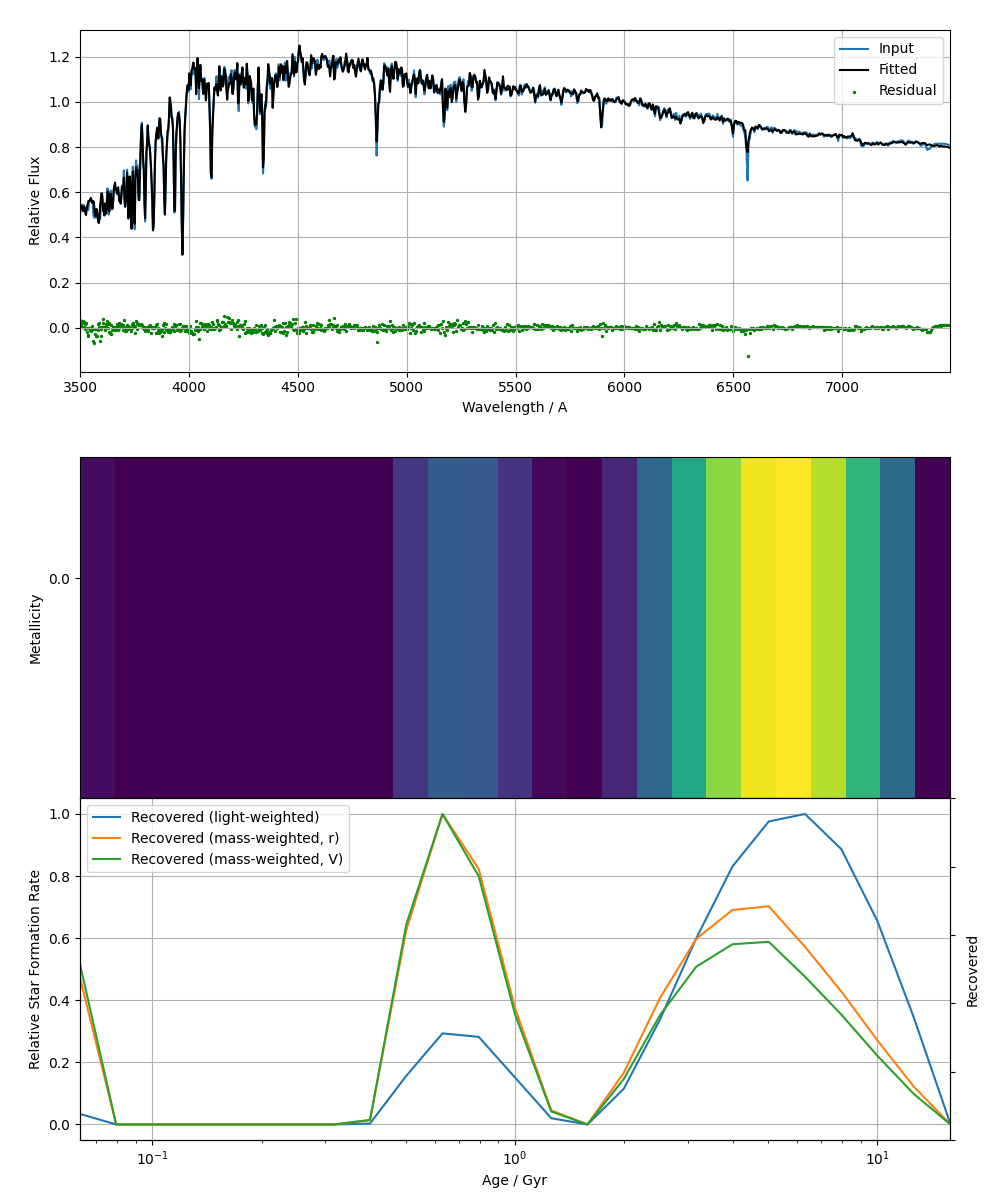 1.2
1.0
0.8
0.6
0.4
0.2
0.0
Relative Flux
Input
Fitted
Residual
3500 4000 4500 5000 5500 6000 6500 7000
Wavelength / A
0.0
Metallicity
1.0
0.8
0.6
0.4
0.2
0.0
Relative Star Formation Rate
Recovered (light-weighted)
Recovered (mass-weighted, r)
Recovered (mass-weighted, V)
Recovered
10⁻¹ 10⁰ 10¹
Age / Gyr